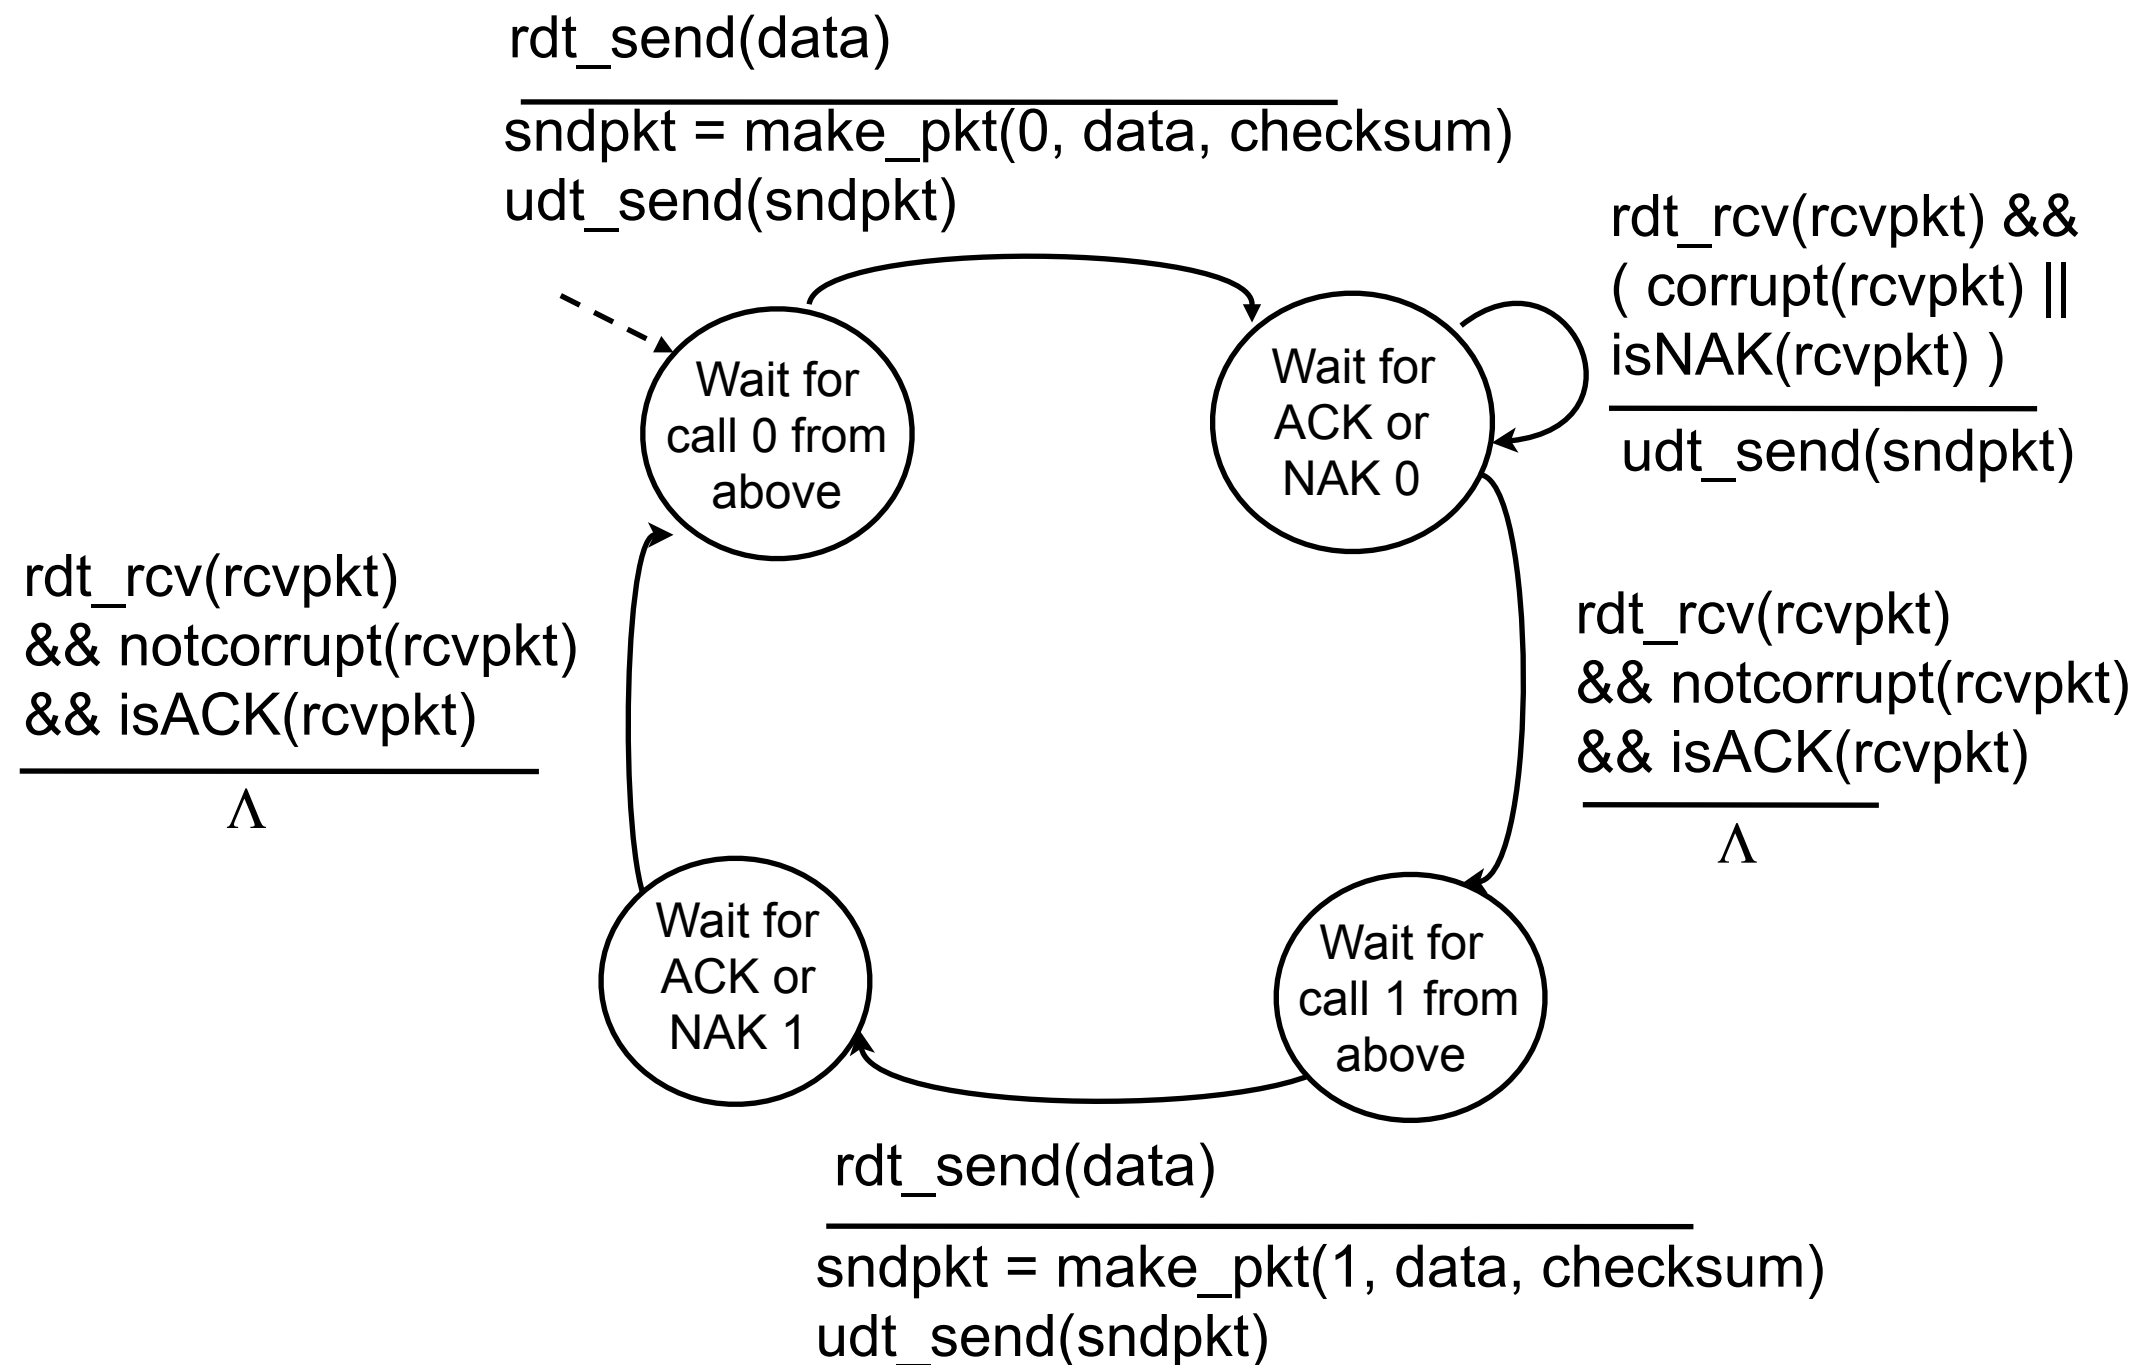 rdt_send(data)
sndpkt = make_pkt(0, data, checksum)
udt_send(sndpkt)
rdt_rcv(rcvpkt) &&
( corrupt(rcvpkt) ||
isNAK(rcvpkt) )
udt_send(sndpkt)
Wait for
call 0 from
above
Wait for
ACK or
NAK 0
rdt_rcv(rcvpkt)
&& notcorrupt(rcvpkt)
&& isACK(rcvpkt)
Λ
rdt_rcv(rcvpkt)
&& notcorrupt(rcvpkt)
&& isACK(rcvpkt)
Λ
Wait for
ACK or
NAK 1
Wait for
call 1 from
above
rdt_send(data)
sndpkt = make_pkt(1, data, checksum)
udt_send(sndpkt)